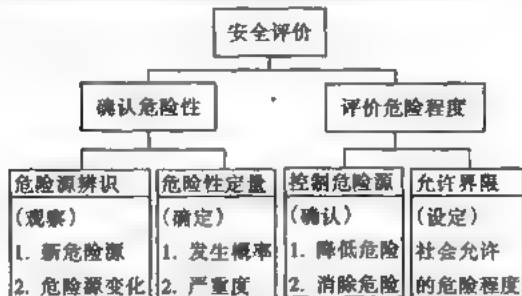 安全评价
确认危险性
评价危险程度
危险源辨识
(观察)
1. 新危险源
2. 危险源变化
危险性定量
(确定)
1. 发生概率
2. 严重度
控制危险源
(确认)
1. 降低危险
2. 消除危险
允许界限
(设定)
社会允许
的危险程度